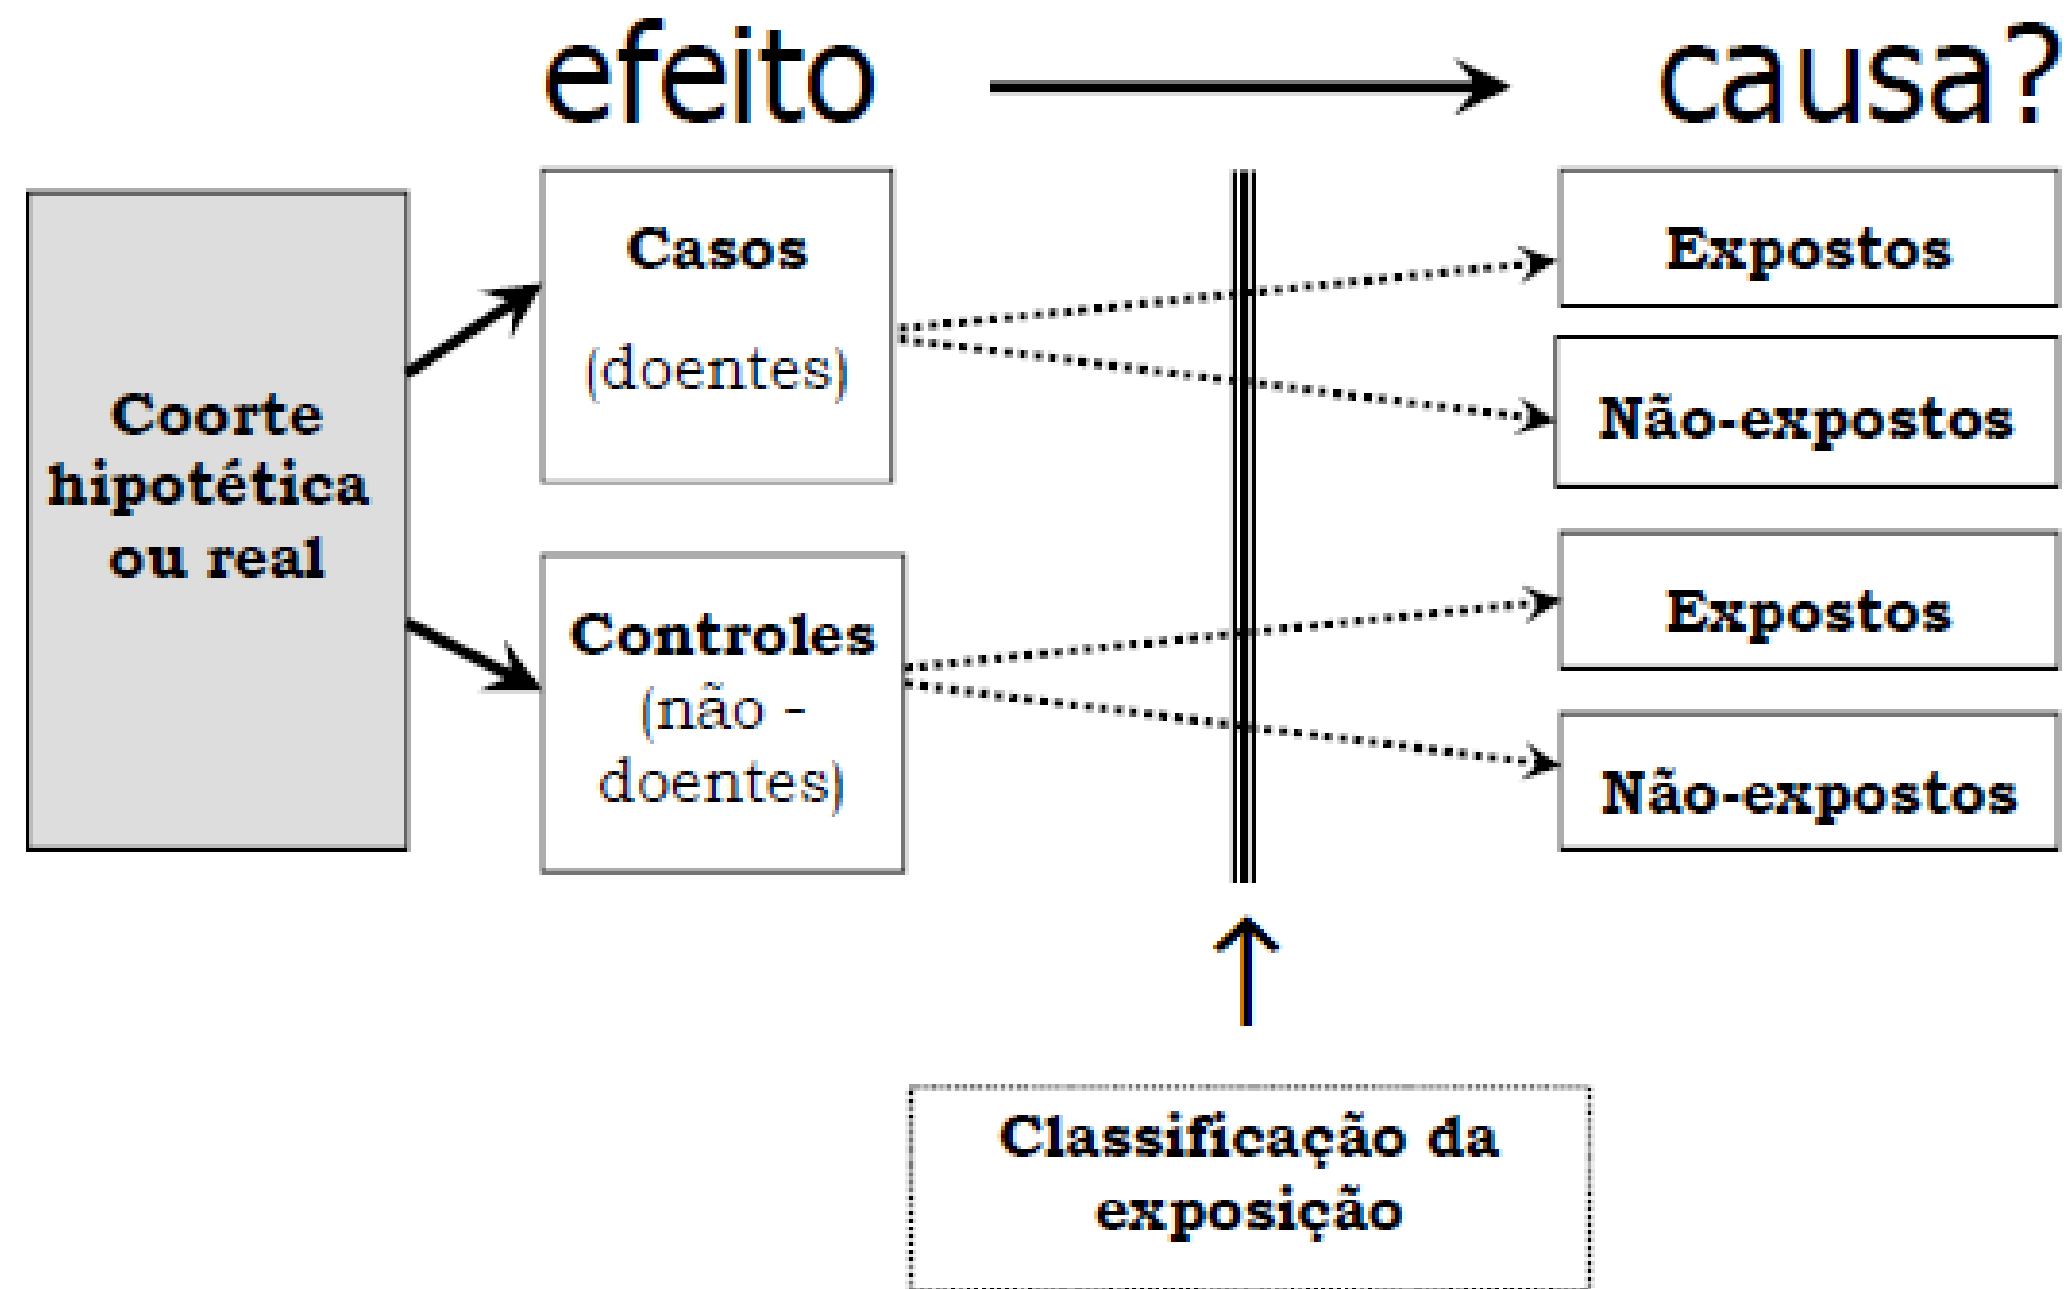 efeito
causa?
Coorte
hipotética
ou real
Casos
(doentes)
Controles
(não -
doentes)
Expostos
Não-expostos
Expostos
Não-expostos
Classificação da
exposição